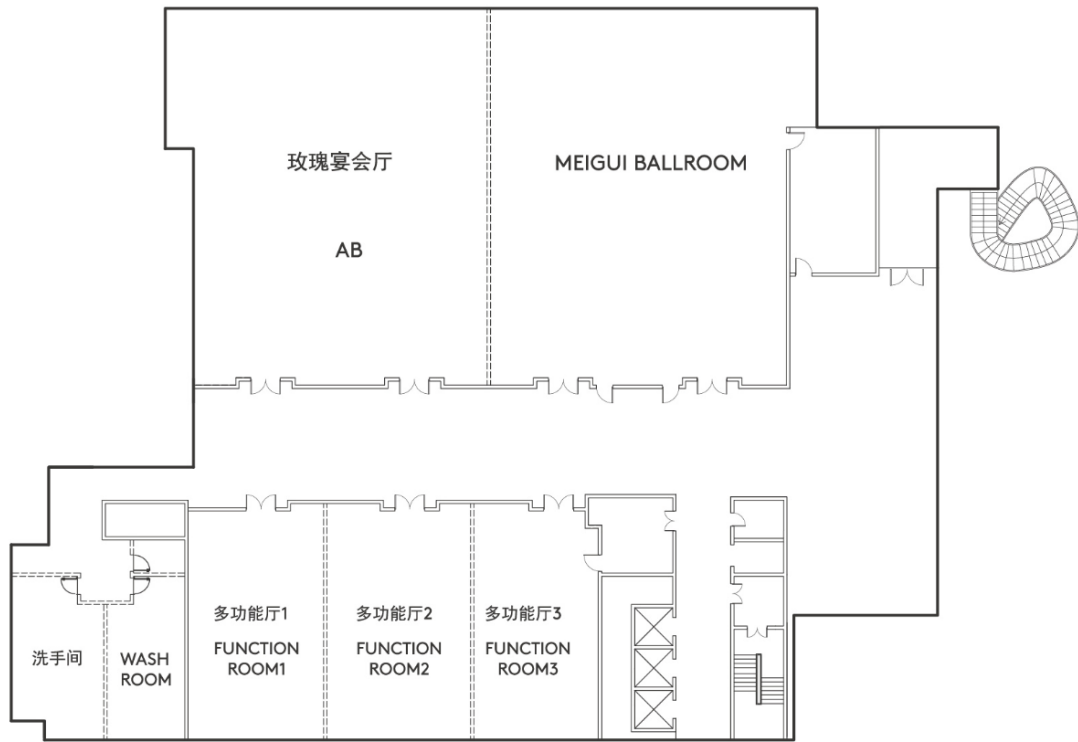 玫瑰宴会厅
MEIGUI BALLROOM
AB
多功能厅1
FUNCTION
ROOM1
多功能厅2
FUNCTION
ROOM2
多功能厅3
FUNCTION
ROOM3
洗手间
WASH
ROOM